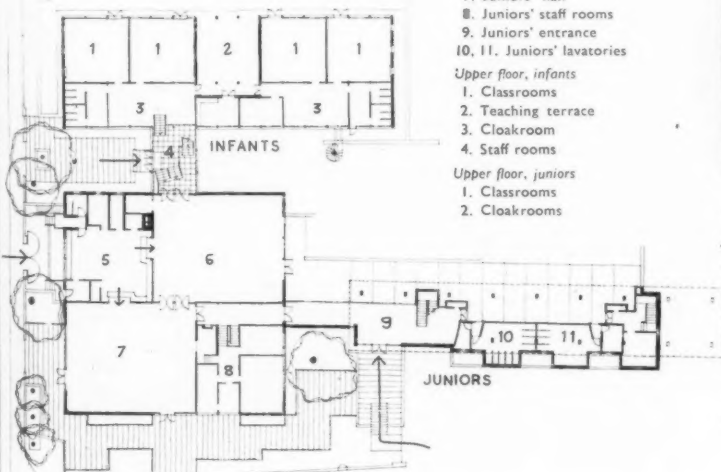 8. Juniors' staff rooms
9. Juniors' entrance
10, 11. Juniors' lavatories
Upper floor, infants
1. Classrooms
2. Teaching terrace
3. Cloakroom
4. Staff rooms
Upper floor, juniors
1. Classrooms
2. Cloakrooms
1 1 2 1 1
3 3
4 INFANTS
5 6
9 10 11
7 8
JUNIORS